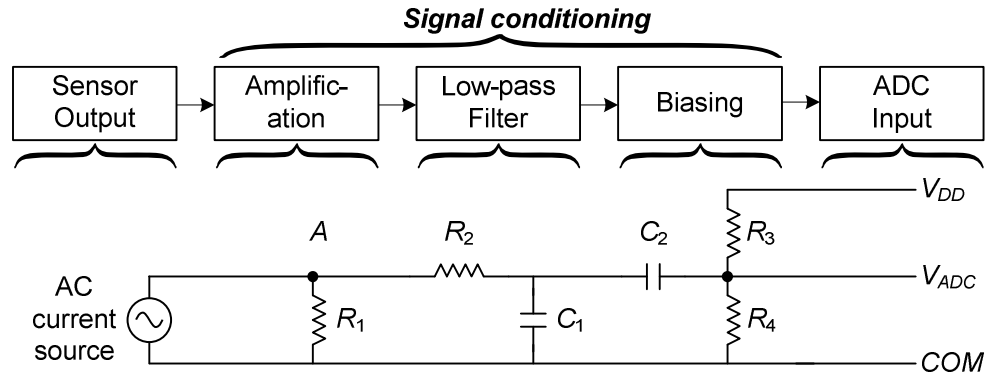 Signal conditioning
Sensor
Output
Amplific-
ation
Low-pass
Filter
Biasing
ADC
Input
VDD
A
R2
C2
R3
VADC
AC
current
source
R1
C1
R4
COM